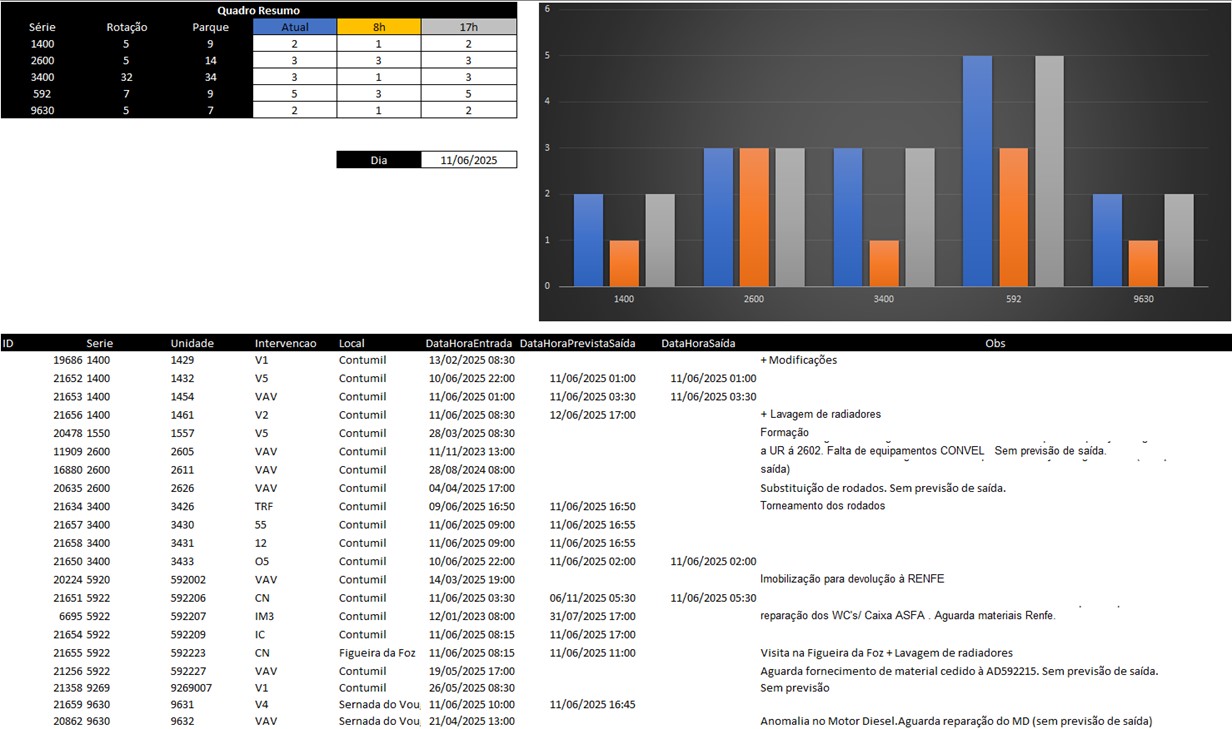 Quadro Resumo
Série Rotação Parque Atual 8h 17h
1400 5 9 2 1 2
2600 5 14 3 3 3
3400 32 34 3 1 3
592 7 9 5 3 5
9630 5 7 2 1 2
Dia 11/06/2025
6
5
4
3
2
1
0
1400 2600 3400 592 9630
ID Serie Unidade Intervencao Local DataHoraEntrada DataHoraPrevistaSaída DataHoraSaída Obs
19686 1400 1429 V1 Contumil 13/02/2025 08:30 + Modificações
21652 1400 1432 V5 Contumil 10/06/2025 22:00 11/06/2025 01:00 11/06/2025 01:00
21653 1400 1454 VAV Contumil 11/06/2025 01:00 11/06/2025 03:30 11/06/2025 03:30
21656 1400 1461 V2 Contumil 11/06/2025 08:30 12/06/2025 17:00 + Lavagem de radiadores
20478 1550 1557 V5 Contumil 28/03/2025 08:30 Formação
11909 2600 2605 VAV Contumil 11/11/2023 13:00 a UR á 2602. Falta de equipamentos CONVEL Sem previsão de saída.
16880 2600 2611 VAV Contumil 28/08/2024 08:00 saída)
20635 2600 2626 VAV Contumil 04/04/2025 17:00 Substituição de rodados. Sem previsão de saída.
21634 3400 3426 TRF Contumil 09/06/2025 16:50 11/06/2025 16:50 Torneamento dos rodados
21657 3400 3430 55 Contumil 11/06/2025 09:00 11/06/2025 16:55
21658 3400 3431 12 Contumil 11/06/2025 09:00 11/06/2025 16:55
21650 3400 3433 O5 Contumil 10/06/2025 22:00 11/06/2025 02:00 11/06/2025 02:00
20224 5920 592002 VAV Contumil 14/03/2025 19:00 Imobilização para devolução à RENFE
21651 5922 592206 CN Contumil 11/06/2025 03:30 06/11/2025 05:30 11/06/2025 05:30
6695 5922 592207 IM3 Contumil 12/01/2023 08:00 31/07/2025 17:00 reparação dos WC's/ Caixa ASFA . Aguarda materiais Renfe.
21654 5922 592209 IC Contumil 11/06/2025 08:15 11/06/2025 17:00
21655 5922 592223 CN Figueira da Foz 11/06/2025 08:15 11/06/2025 11:00 Visita na Figueira da Foz + Lavagem de radiadores
21256 5922 592227 VAV Contumil 19/05/2025 17:00 Aguarda fornecimento de material cedido à AD592215. Sem previsão de saída.
21358 9269 9269007 V1 Contumil 26/05/2025 08:30 Sem previsão
21659 9630 9631 V4 Sernada do Vou 11/06/2025 10:00 11/06/2025 16:45
20862 9630 9632 VAV Sernada do Vou 21/04/2025 13:00 Anomalia no Motor Diesel.Aguarda reparação do MD (sem previsão de saída)